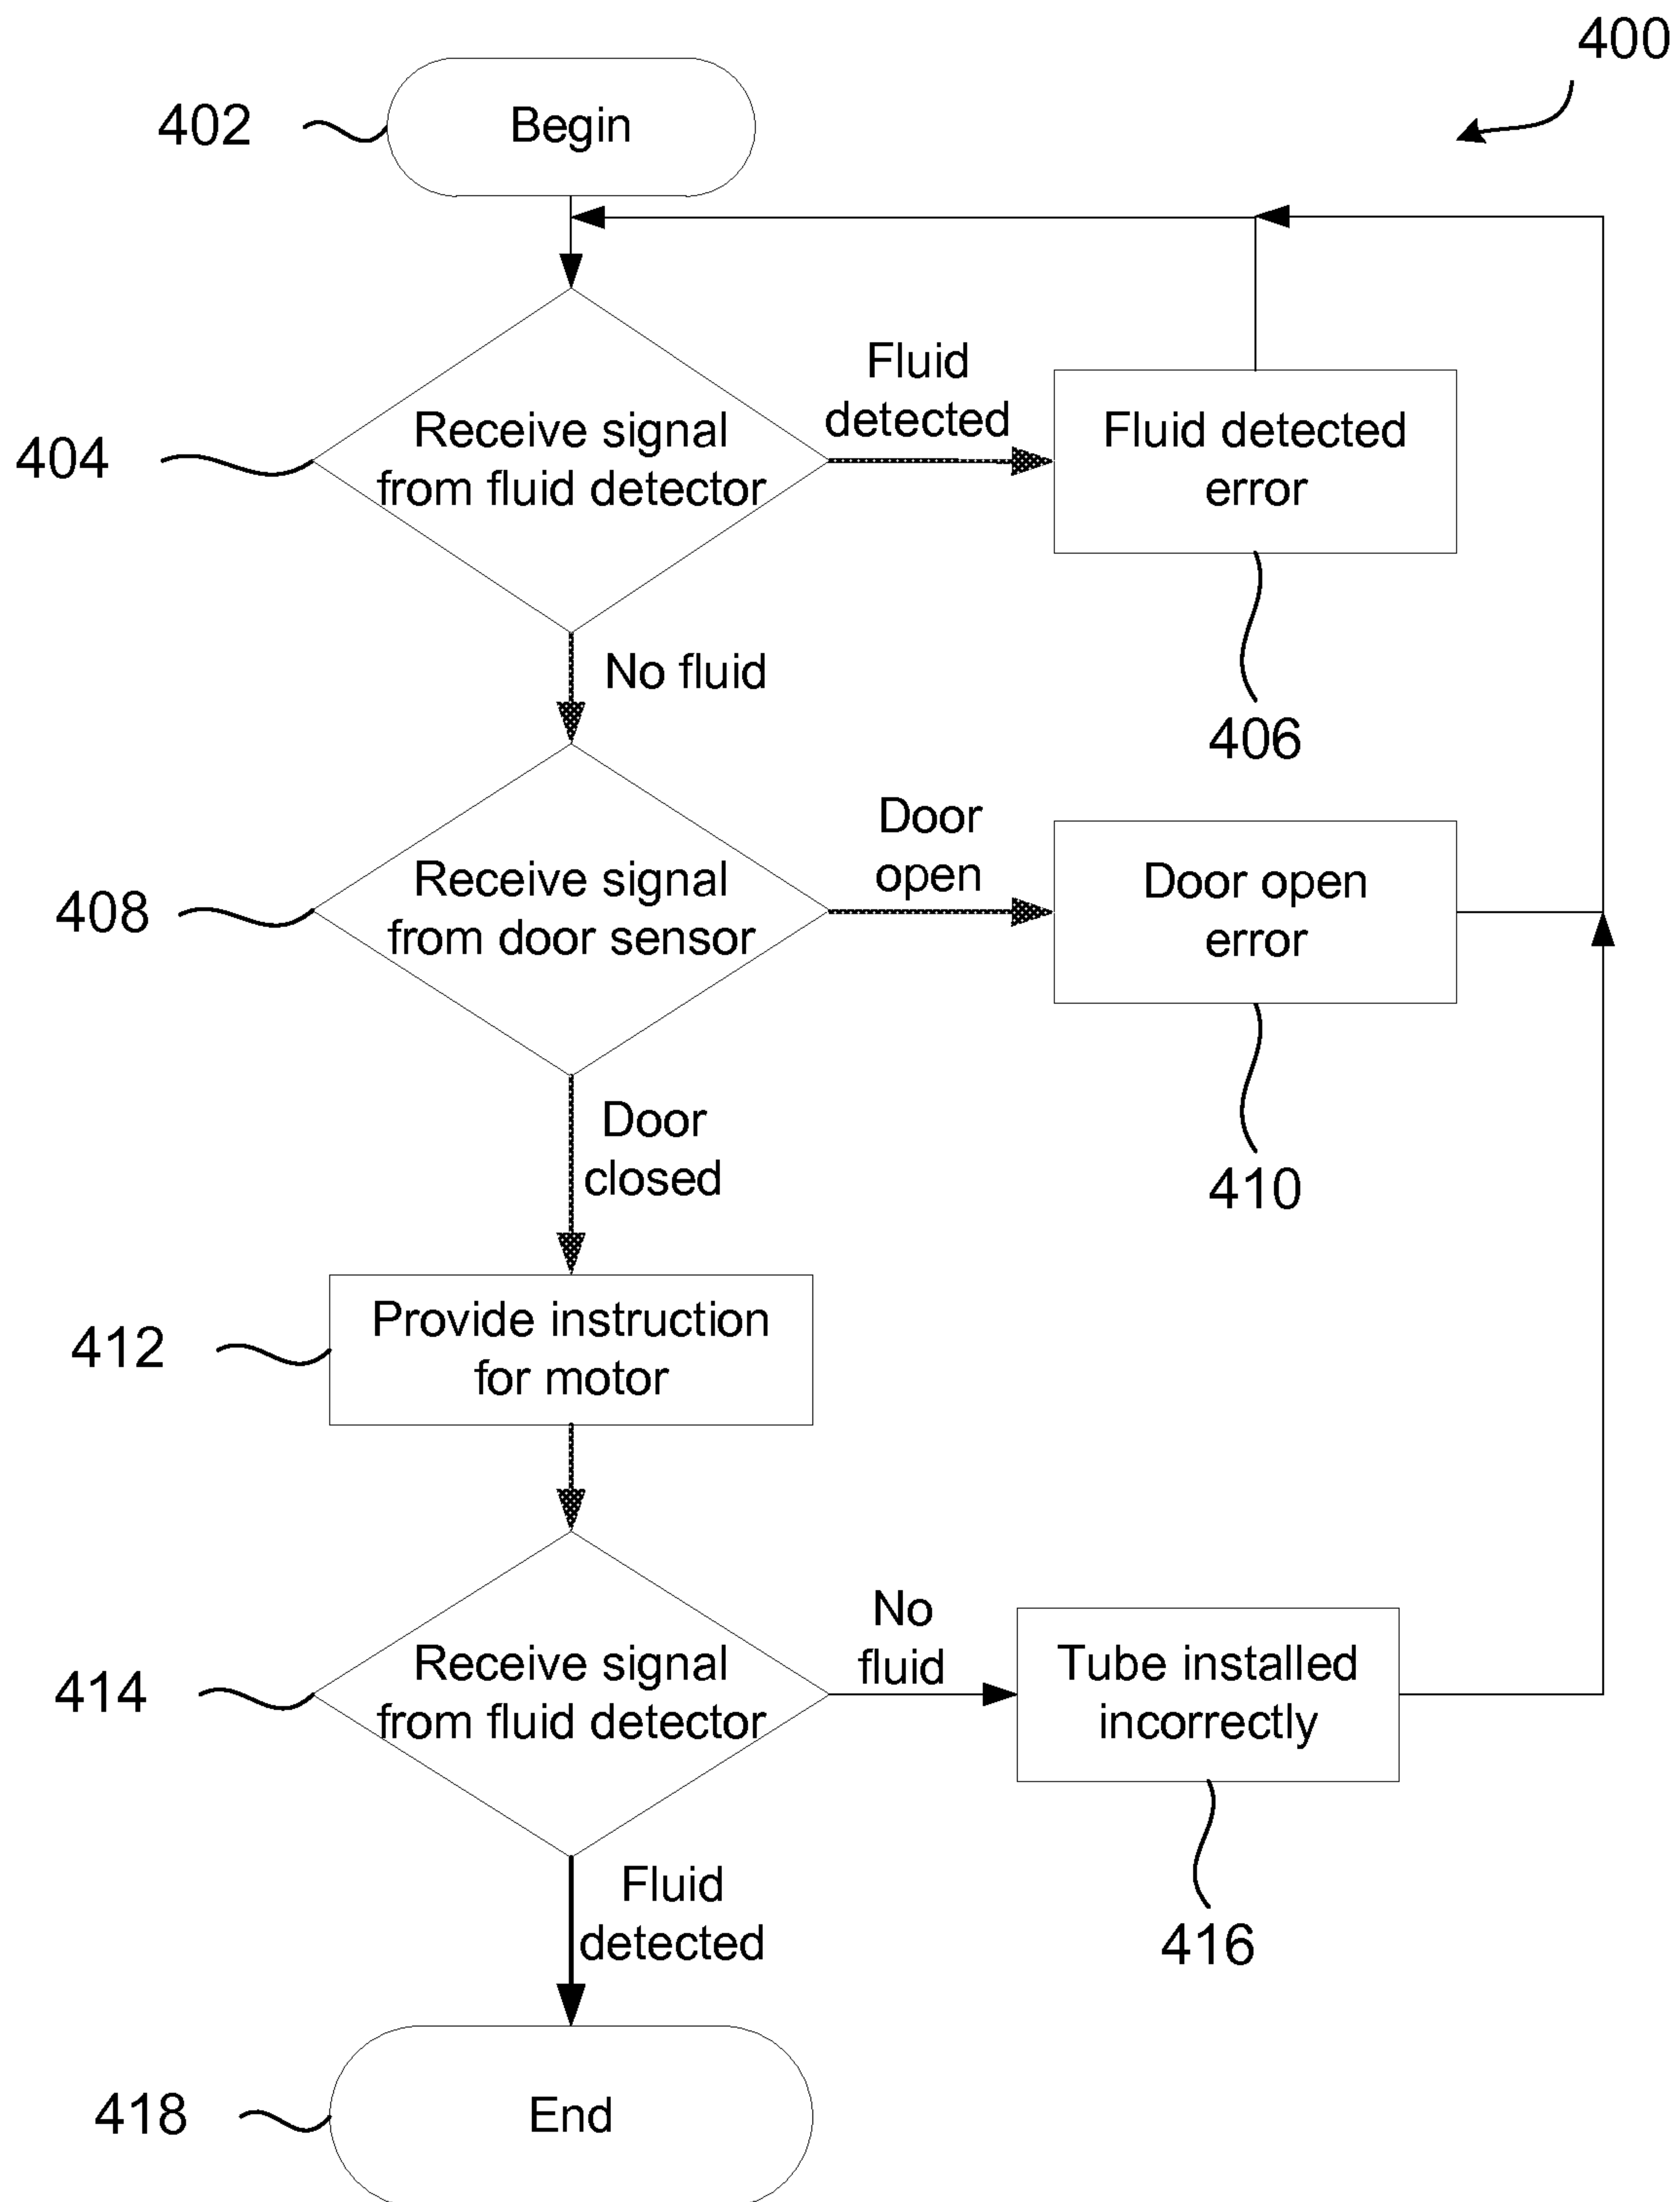 400
402
Begin
Fluid
detected
404
Receive signal
from fluid detector
Fluid detected
error
No fluid
406
Door
open
408
Receive signal
from door sensor
Door open
error
Door
closed
410
412
Provide instruction
for motor
No
fluid
414
Receive signal
from fluid detector
Tube installed
incorrectly
Fluid
detected
416
418
End